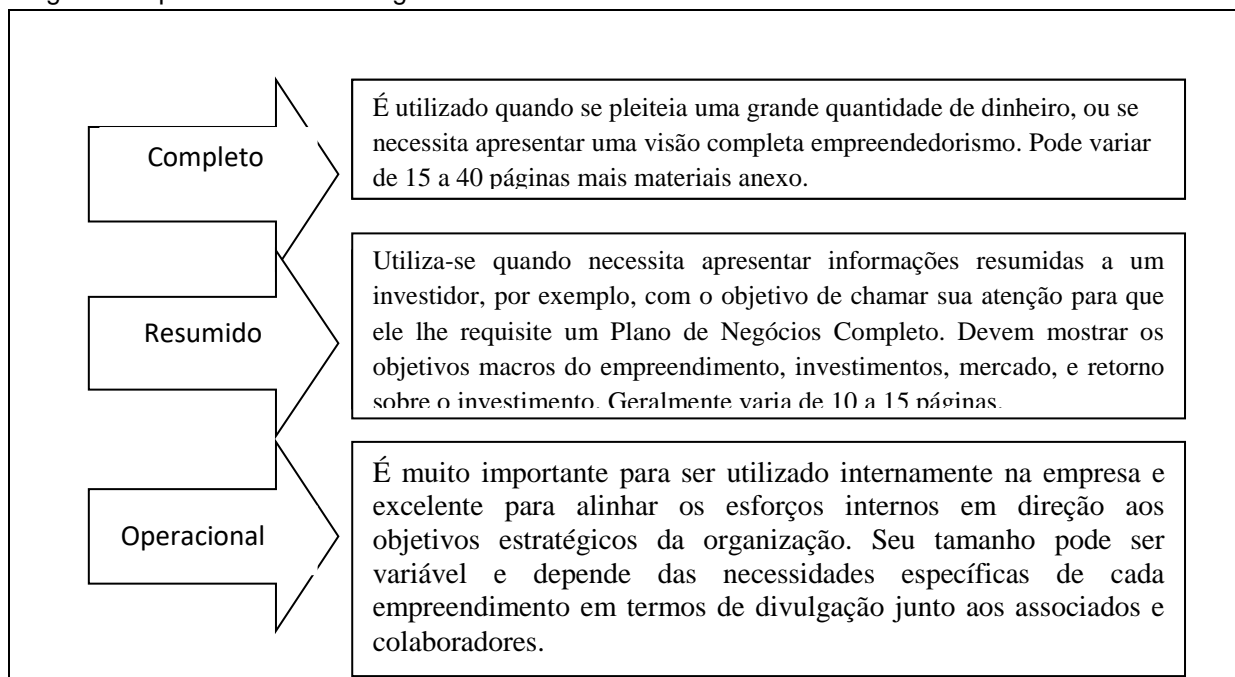 Completo
É utilizado quando se pleiteia uma grande quantidade de dinheiro, ou se
necessita apresentar uma visão completa empreendedorismo. Pode variar
de 15 a 40 páginas mais materiais anexo.
Resumido
Utiliza-se quando necessita apresentar informações resumidas a um
investidor, por exemplo, com o objetivo de chamar sua atenção para que
ele lhe requisite um Plano de Negócios Completo. Devem mostrar os
objetivos macros do empreendimento, investimentos, mercado, e retorno
sobre o investimento. Geralmente varia de 10 a 15 páginas.
Operacional
É muito importante para ser utilizado internamente na empresa e
excelente para alinhar os esforços internos em direção aos
objetivos estratégicos da organização. Seu tamanho pode ser
variável e depende das necessidades específicas de cada
empreendimento em termos de divulgação junto aos associados e
colaboradores.